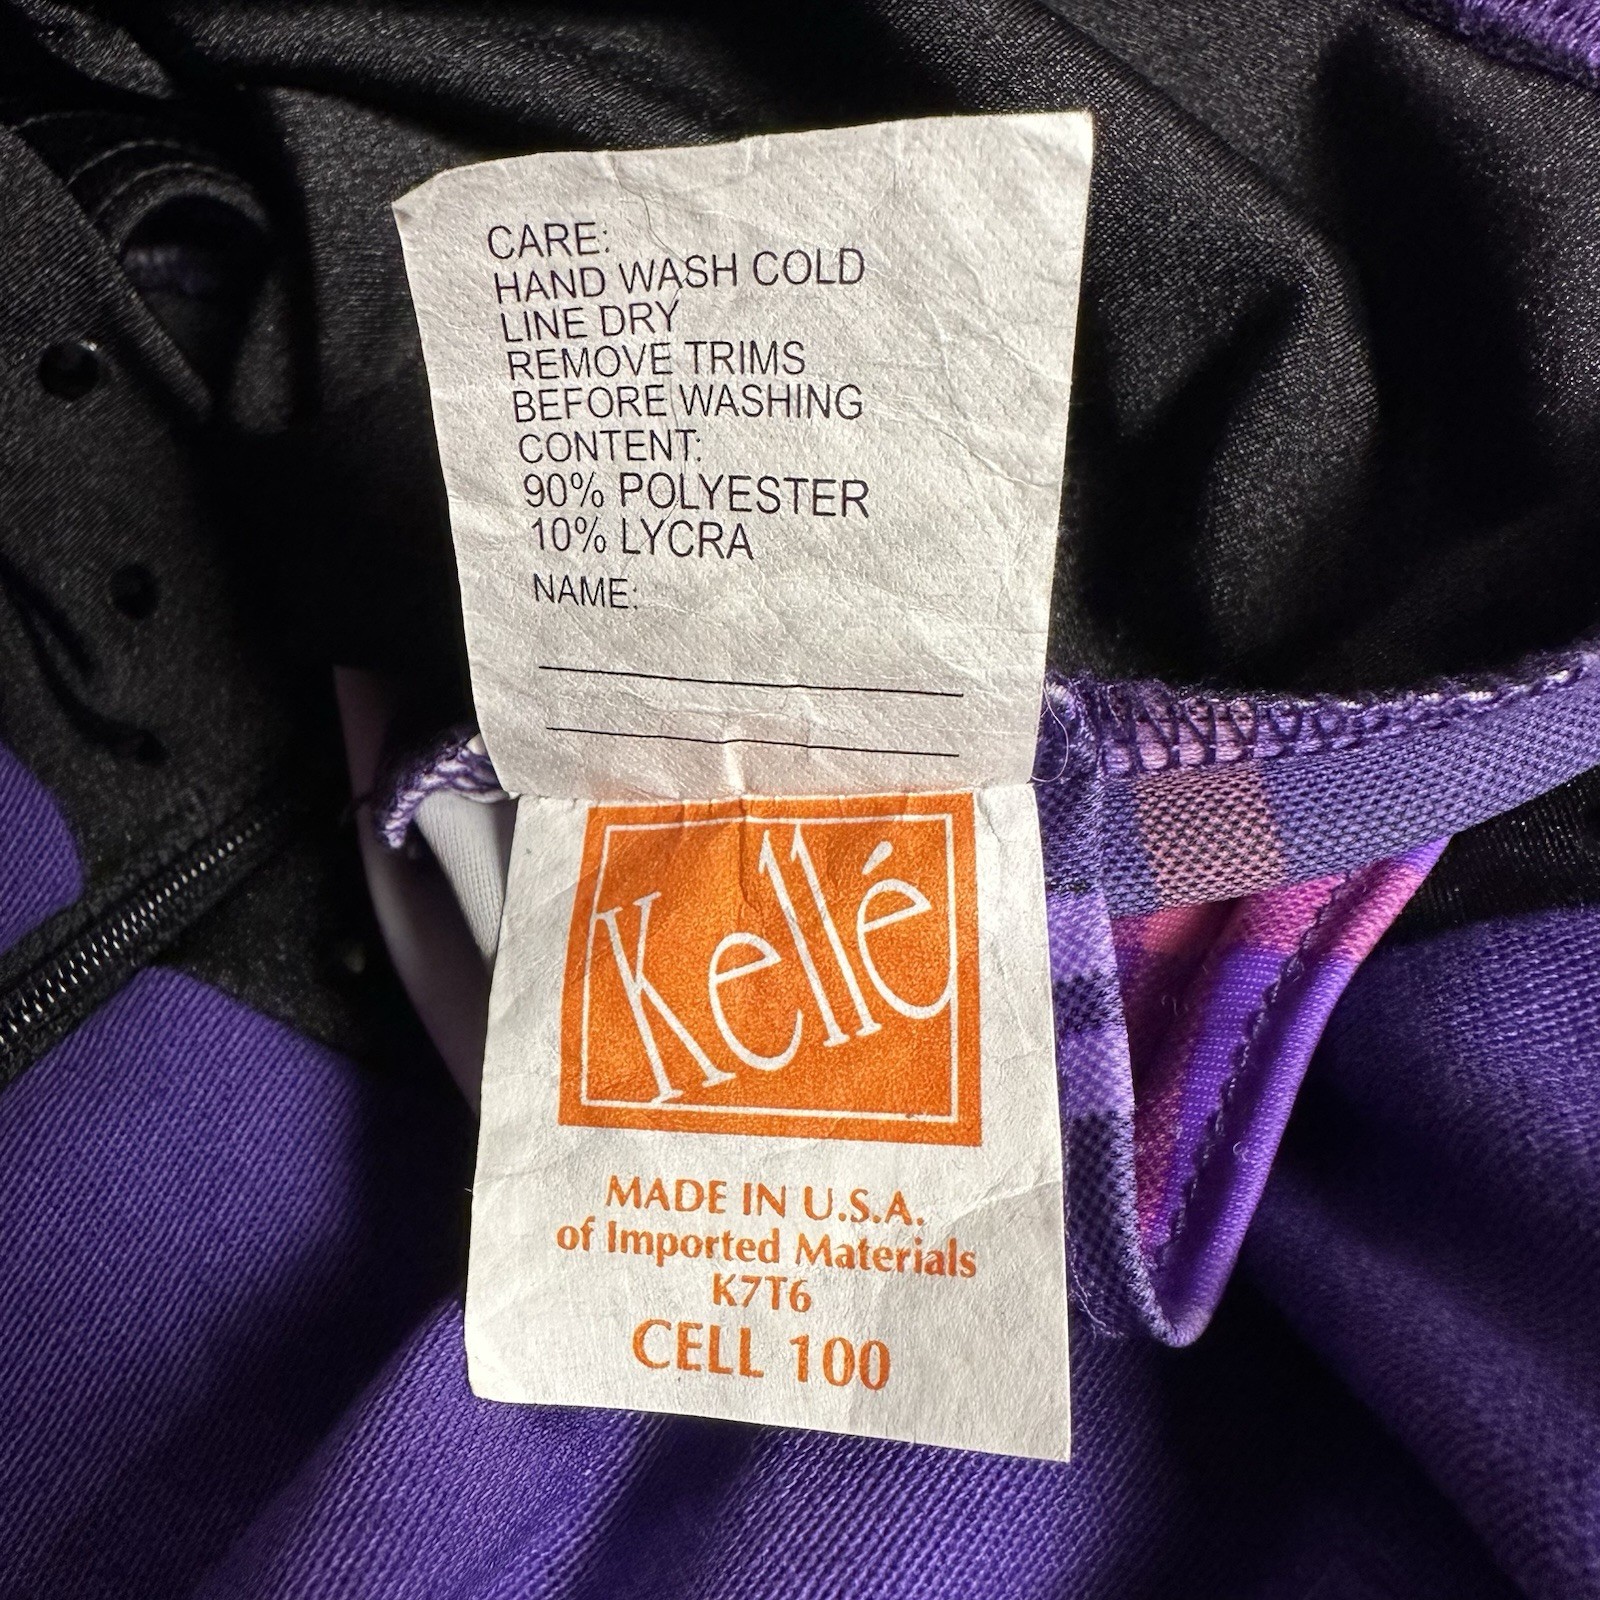 CARE:
HAND WASH COLD
LINE DRY
REMOVE TRIMS
BEFORE WASHING
CONTENT:
90% POLYESTER
10% LYCRA
NAME:
Kellé
MADE IN U.S.A.
of Imported Materials
K7T6
CELL 100